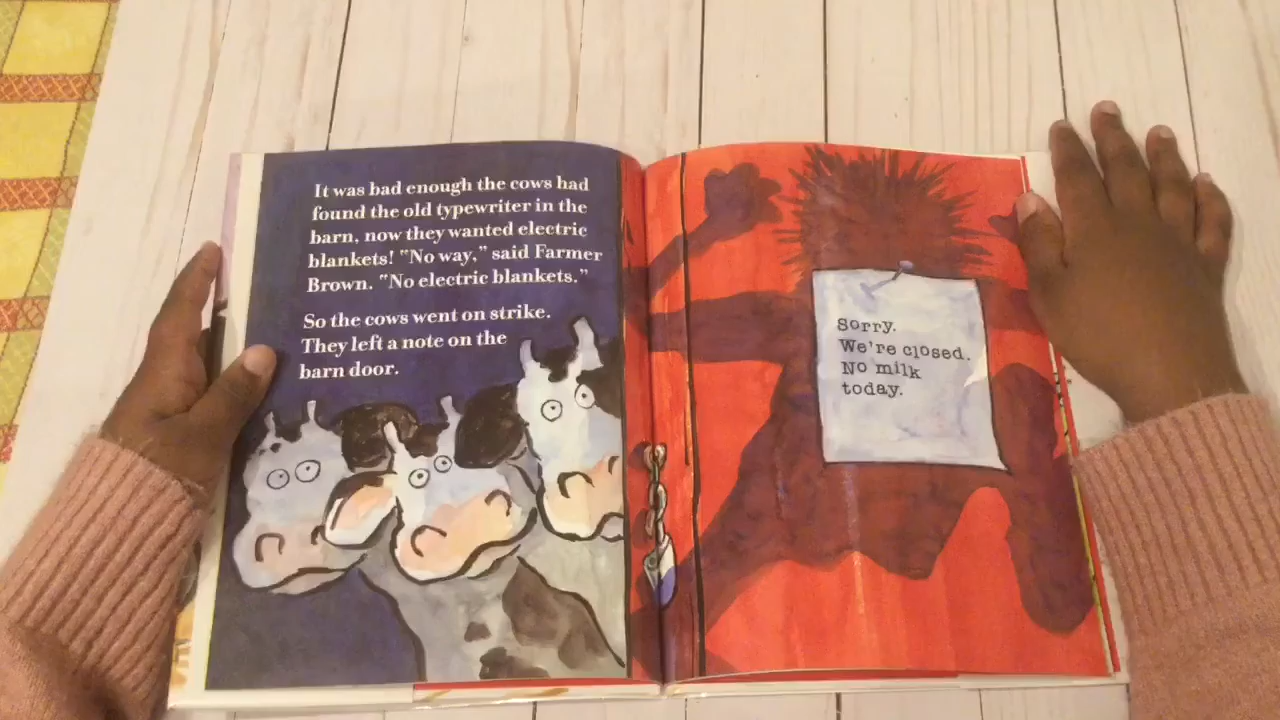 It was bad enough the cows had
found the old typewriter in the
barn, now they wanted electric
blankets! "No way," said Farmer
Brown. "No electric blankets."
So the cows went on strike.
They left a note on the
barn door.
Sorry.
We're closed.
No milk
today.